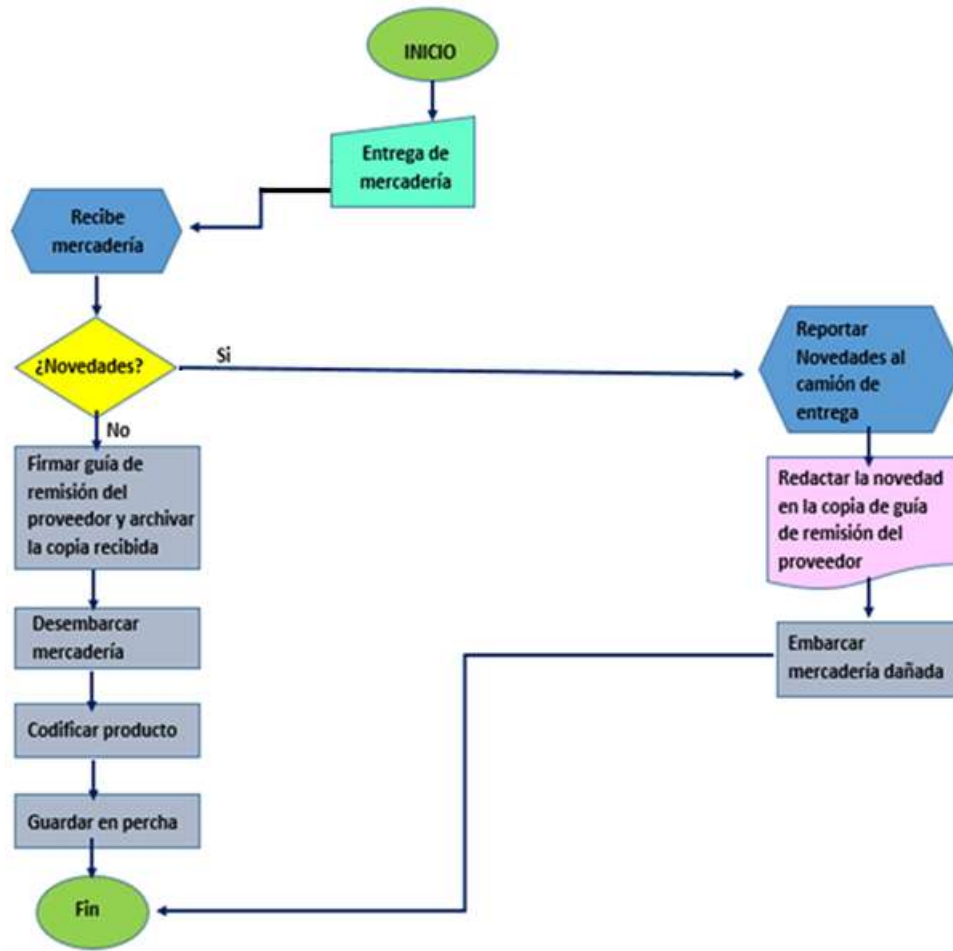 INICIO
Entrega de
mercadería
Recibe
mercadería
¿Novedades?
Si
No
Reportar
Novedades al
camión de
entrega
Firmar guía de
remisión del
proveedor y archivar
la copia recibida
Redactar la novedad
en la copia de guía
de remisión del
proveedor
Desembarcar
mercadería
Embarcar
mercadería dañada
Codificar producto
Guardar en percha
Fin